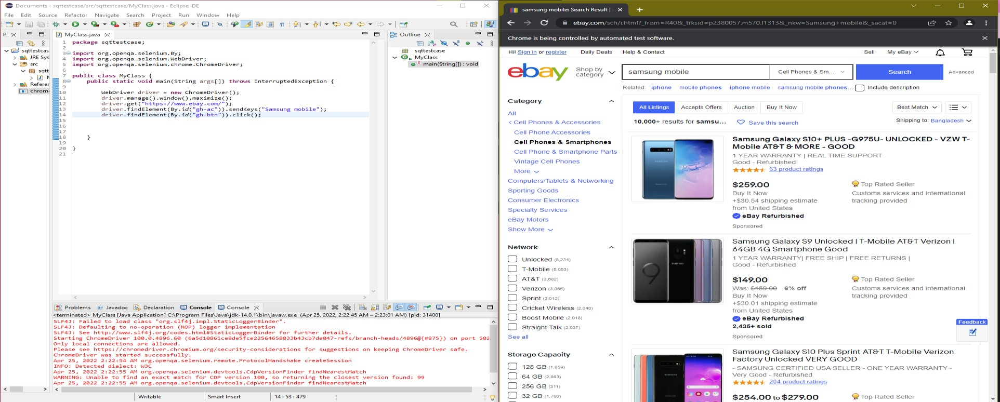 Documents - sqttestcase/src/sqttestcase/MyClass.java - Eclipse IDE
File Edit Source Refactor Navigate Search Project Run Window Help
P
MyClass.java
sqttestcas
JRE Sys
src
sqtt
Referer
chrome
1 package sqttestcase;
2
3 import org.openqa.selenium.By;
4 import org.openqa.selenium.WebDriver;
5 import org.openqa.selenium.chrome.ChromeDriver;
6
7 public class MyClass {
8 public static void main(String args[]) throws InterruptedException {
9
10 WebDriver driver = new ChromeDriver();
11 driver.manage().window().maximize();
12 driver.get("https://www.ebay.com/");
13 driver.findElement(By.id("gh-ac")).sendKeys("Samsung mobile");
14 driver.findElement(By.id("gh-btn")).click();
15
16
17
18 }
19
20 }
21
Outline
sqttestcase
MyClass
main(String[]) : void
Problems @ Javadoc Declaration Console Console
<terminated> MyClass [Java Application] C:\Program Files\Java\jdk-14.0.1\bin\javaw.exe (Apr 25, 2022, 2:22:45 AM – 2:23:01 AM) [pid: 31400]
SLF4J: Failed to load class "org.slf4j.impl.StaticLoggerBinder".
SLF4J: Defaulting to no-operation (NOP) logger implementation
SLF4J: See http://www.slf4j.org/codes.html#StaticLoggerBinder for further details.
Starting ChromeDriver 100.0.4896.60 (6a5d10861ce8de5fce22564658033b43cb7de047-refs/branch-heads/4896@{#875}) on port 502
Only local connections are allowed.
Please see https://chromedriver.chromium.org/security-considerations for suggestions on keeping ChromeDriver safe.
ChromeDriver was started successfully.
Apr 25, 2022 2:22:54 AM org.openqa.selenium.remote.ProtocolHandshake createSession
INFO: Detected dialect: W3C
Apr 25, 2022 2:22:55 AM org.openqa.selenium.devtools.CdpVersionFinder findNearestMatch
WARNING: Unable to find an exact match for CDP version 100, so returning the closest version found: 99
Apr 25, 2022 2:22:55 AM org.openqa.selenium.devtools.CdpVersionFinder findNearestMatch
Writable Smart Insert 14 : 53 : 479
samsung mobile: Search Result |
ebay.com/sch/i.html?_from=R40&_trksid=p2380057.m570.l1313&_nkw=Samsung+mobile&_sacat=0
Chrome is being controlled by automated test software.
Hi! Sign in or register Daily Deals Help & Contact Sell My eBay
ebay
Shop by category
samsung mobile
Cell Phones & Sm...
Search
Advanced
Related: iphone mobile phones iphone mobile samsung mobile phones... Include description
Category
All
< Cell Phones & Accessories
Cell Phone Accessories
Cell Phones & Smartphones
Cell Phone & Smartphone Parts
Vintage Cell Phones
More
Computers/Tablets & Networking
Sporting Goods
Consumer Electronics
Specialty Services
eBay Motors
Show More
Network
Unlocked (8,234)
T-Mobile (5,053)
AT&T (3,682)
Verizon (3,055)
Sprint (3,012)
Cricket Wireless (2,040)
Boost Mobile (2,018)
Straight Talk (2,037)
See all
Storage Capacity
128 GB (1,859)
64 GB (2,863)
256 GB (311)
32 GB (1,786)
All Listings Accepts Offers Auction Buy It Now Best Match
10,000+ results for samsu... Save this search Shipping to: Bangladesh
Samsung Galaxy S10+ PLUS -G975U- UNLOCKED - VZW T-
Mobile AT&T & MORE - GOOD
1 YEAR WARRANTY | REAL TIME SUPPORT
Good - Refurbished
63 product ratings
$259.00
Buy It Now
+$30.54 shipping estimate
from United States
eBay Refurbished
Sponsored
Top Rated Seller
Customs services and international
tracking provided
Samsung Galaxy S9 Unlocked | T-Mobile AT&T Verizon |
64GB 4G Smartphone Good
1 YEAR WARRANTY| FREE SHIP | FREE RETURNS |
Good - Refurbished
$149.00
Was: $159.00 6% off
Buy It Now
+$30.01 shipping estimate
from United States
eBay Refurbished
2,435+ sold
Sponsored
Top Rated Seller
Customs services and international
tracking provided
Feedback
Samsung Galaxy S10 Plus Sprint AT&T T-Mobile Verizon
Factory Unlocked VERY GOOD
- SAMSUNG CERTIFIED USA SELLER - ONE YEAR WARRANTY -
Very Good - Refurbished
204 product ratings
$254.00 to $279.00
Top Rated Seller